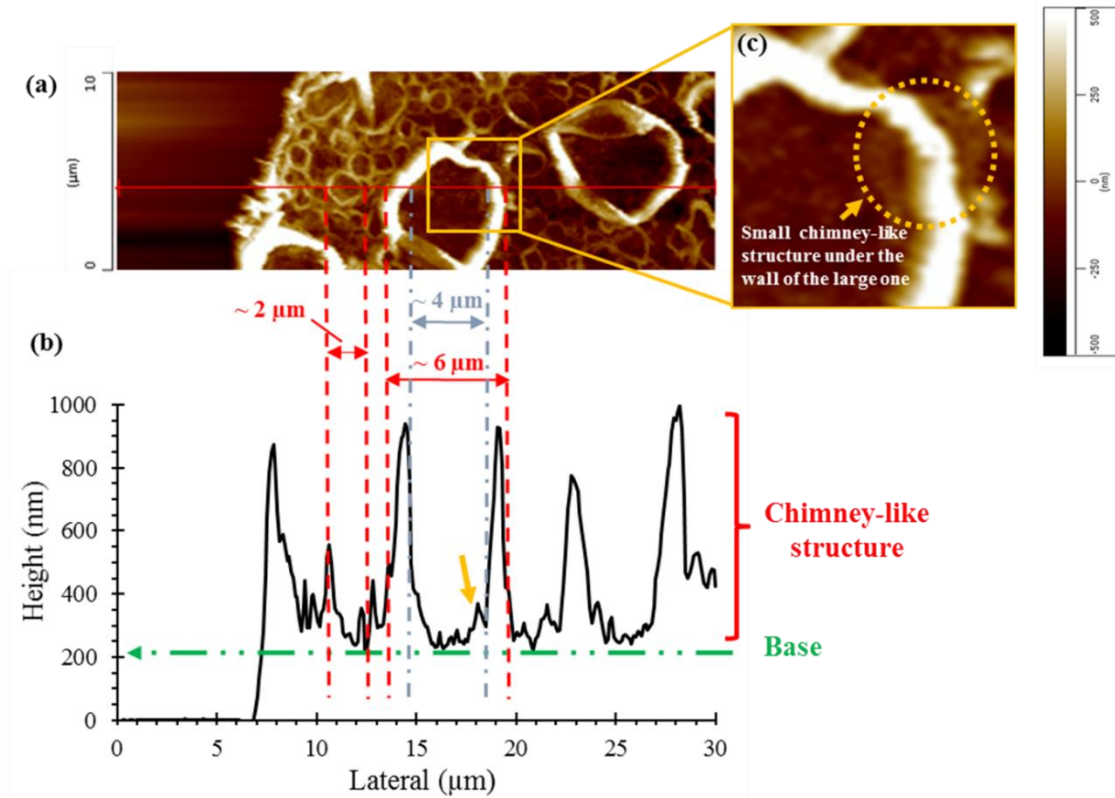 (a)
10
(µm)
0
(c)
Small chimney-like
structure under the
wall of the large one
500
250
0
(nm)
-250
-500
~ 2 µm
~ 4 µm
~ 6 µm
(b)
1000
800
600
400
200
0
Height (nm)
0 5 10 15 20 25 30
Lateral (µm)
Chimney-like
structure
Base